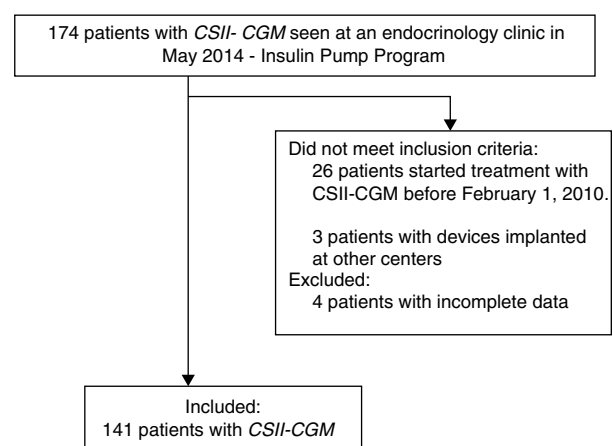 174 patients with CSII- CGM seen at an endocrinology clinic in
May 2014 - Insulin Pump Program
Did not meet inclusion criteria:
26 patients started treatment with
CSII-CGM before February 1, 2010.
3 patients with devices implanted
at other centers
Excluded:
4 patients with incomplete data
Included:
141 patients with CSII-CGM